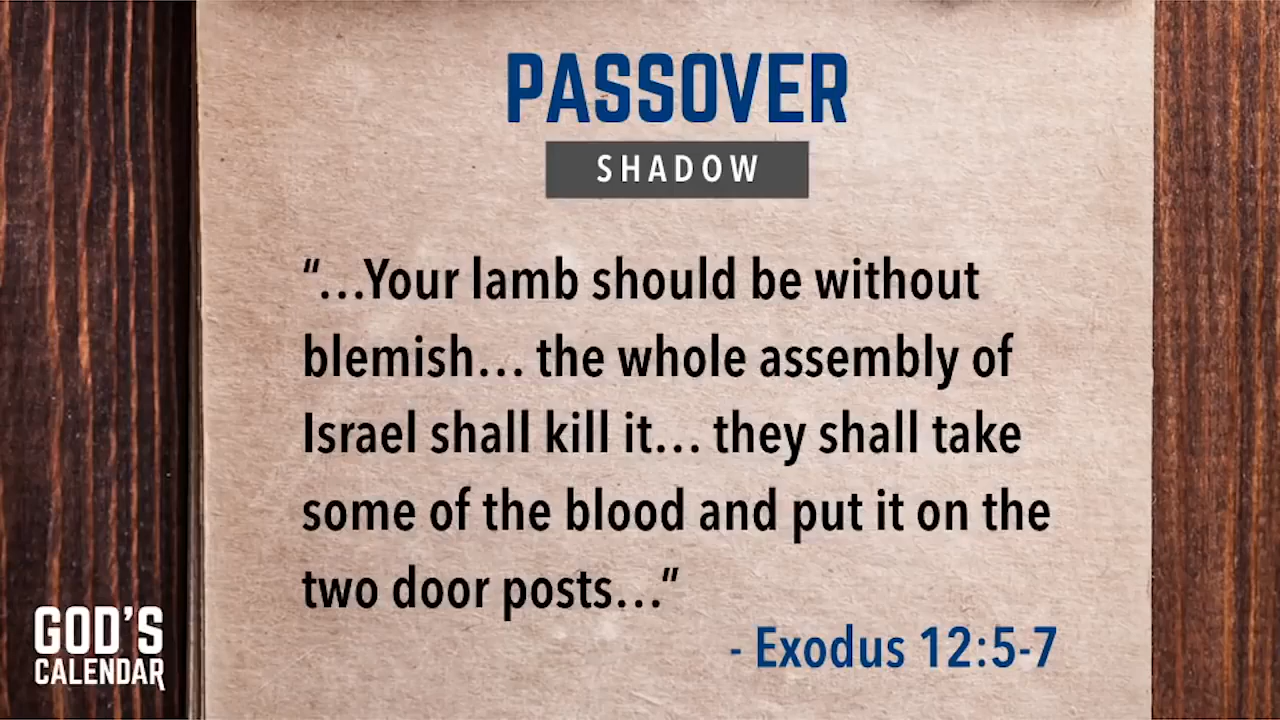 PASSOVER
SHADOW
“…Your lamb should be without
blemish… the whole assembly of
Israel shall kill it… they shall take
some of the blood and put it on the
two door posts…”
- Exodus 12:5-7
GOD’S
CALENDAR